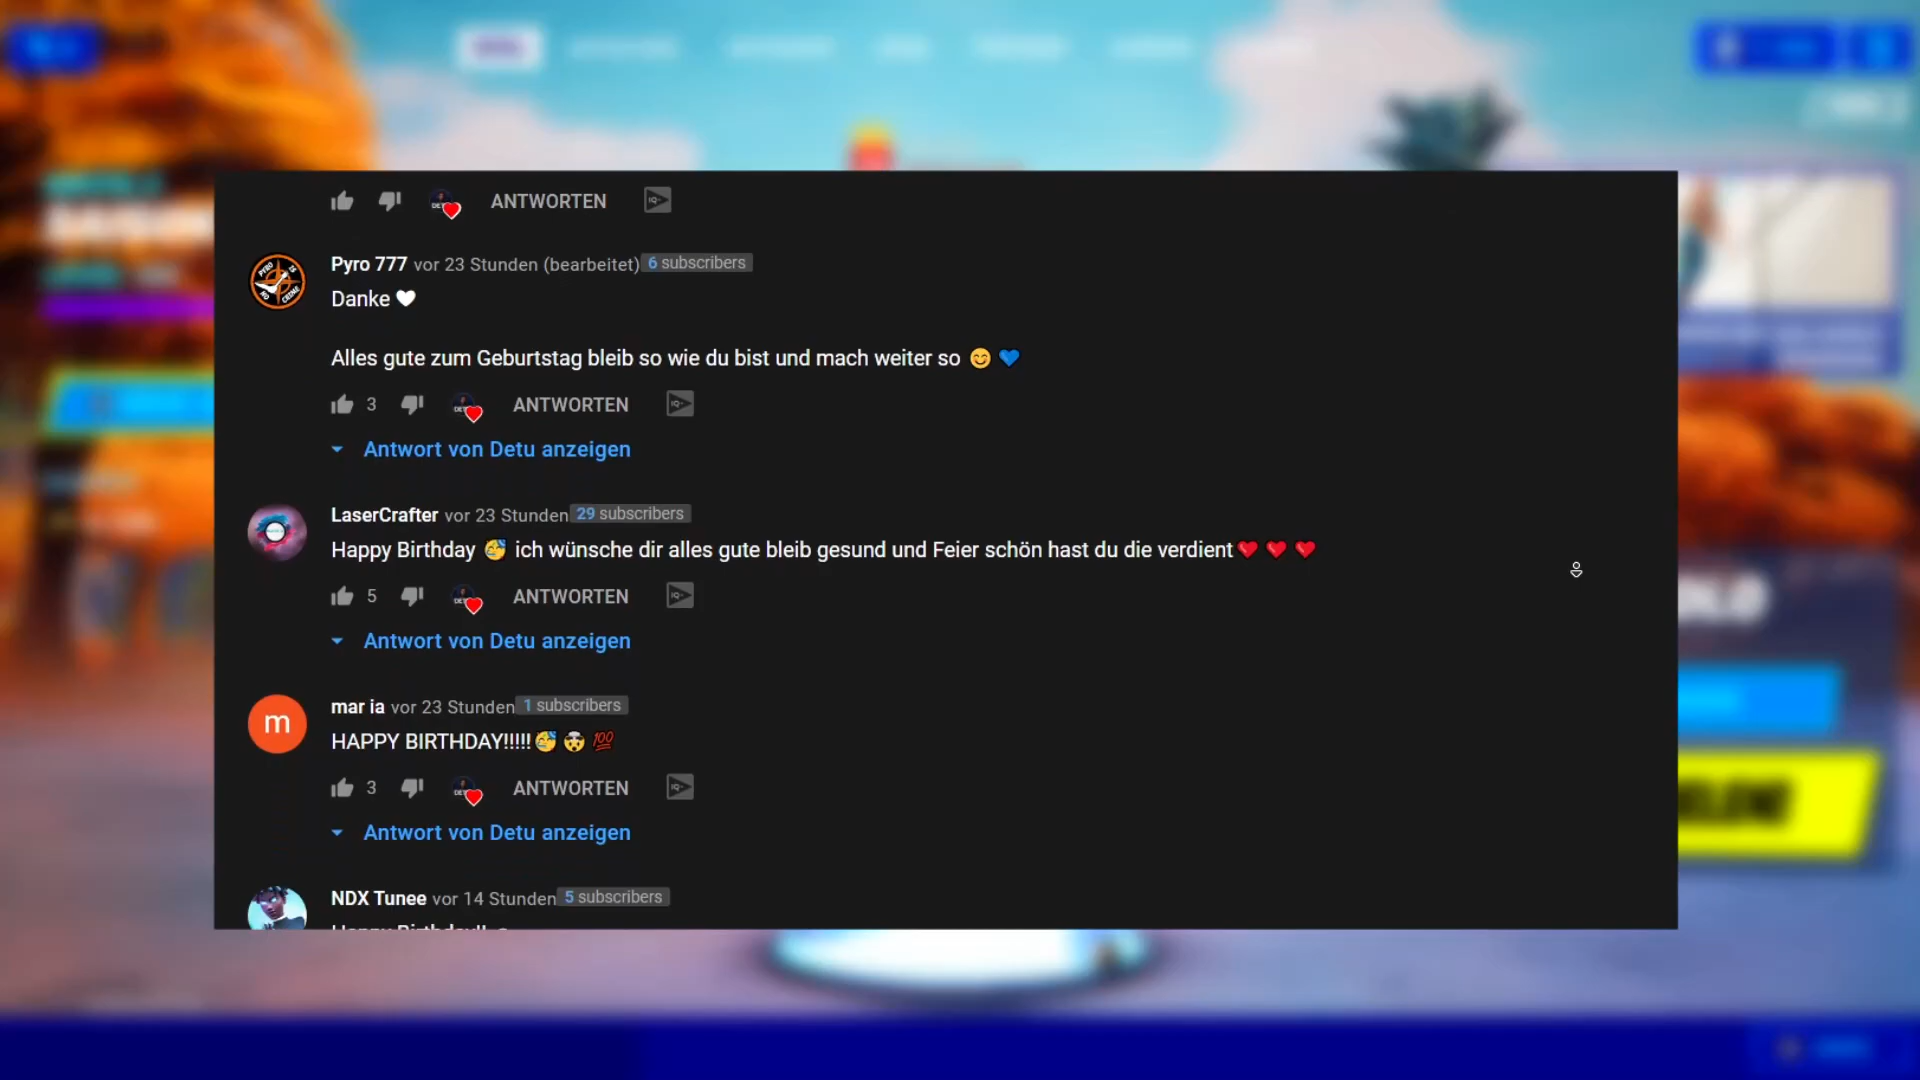 ANTWORTEN
Pyro 777 vor 23 Stunden (bearbeitet) 6 subscribers
Danke 🤍
Alles gute zum Geburtstag bleib so wie du bist und mach weiter so 😊 💙
3 ANTWORTEN
Antwort von Detu anzeigen
LaserCrafter vor 23 Stunden 29 subscribers
Happy Birthday 🥳 ich wünsche dir alles gute bleib gesund und Feier schön hast du die verdient❤️ ❤️ ❤️
5 ANTWORTEN
Antwort von Detu anzeigen
m
mar ia vor 23 Stunden 1 subscribers
HAPPY BIRTHDAY!!!!!🥳 🤯 💯
3 ANTWORTEN
Antwort von Detu anzeigen
NDX Tunee vor 14 Stunden 5 subscribers
Happy Birthday!!